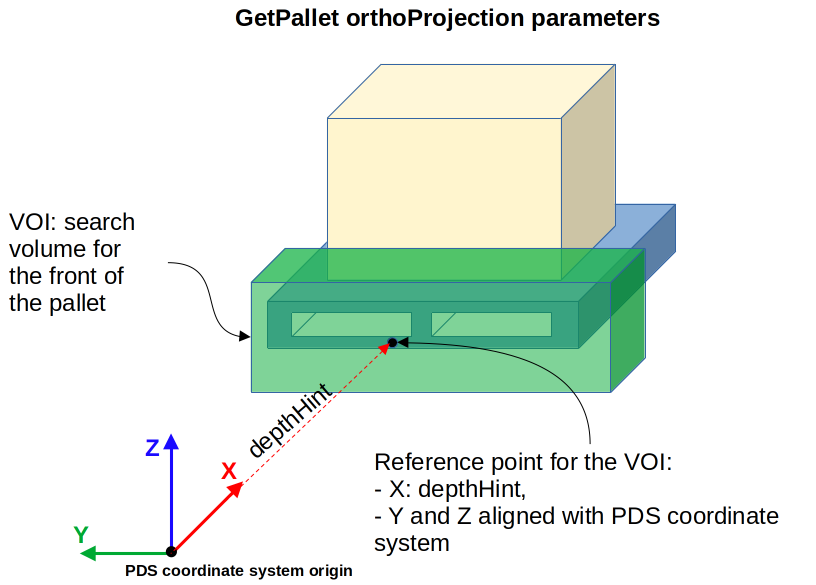 GetPallet orthoProjection parameters
VOI: search
volume for
the front of
the pallet
depthHint
Z
X
Y
Reference point for the VOI:
- X: depthHint,
- Y and Z aligned with PDS coordinate
system
PDS coordinate system origin